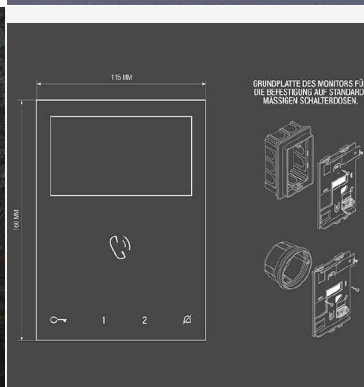 115 MM
GRUNDPLATTE DES MONITORS FÜ
DIE BEFESTIGUNG AUF STANDARD
MÄSSIGEN SCHALTERDOSEN.
160 MM
1
2